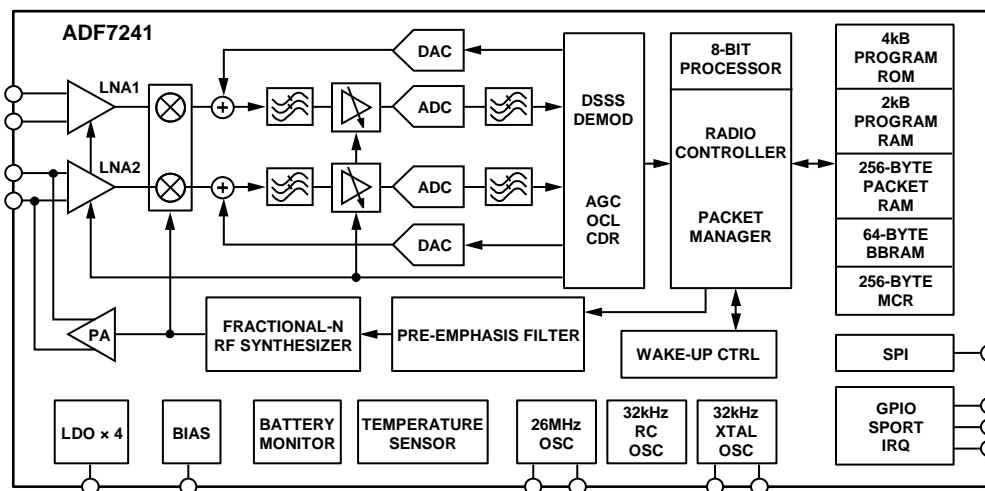 ADF7241
LNA1
LNA2
PA
DAC
ADC
ADC
DAC
DSSS
DEMOD
AGC
OCL
CDR
8-BIT
PROCESSOR
RADIO
CONTROLLER
PACKET
MANAGER
4kB
PROGRAM
ROM
2kB
PROGRAM
RAM
256-BYTE
PACKET
RAM
64-BYTE
BBRAM
256-BYTE
MCR
FRACTIONAL-N
RF SYNTHESIZER
PRE-EMPHASIS FILTER
WAKE-UP CTRL
SPI
GPIO
SPORT
IRQ
LDO × 4
BIAS
BATTERY
MONITOR
TEMPERATURE
SENSOR
26MHz
OSC
32kHz
RC
OSC
32kHz
XTAL
OSC